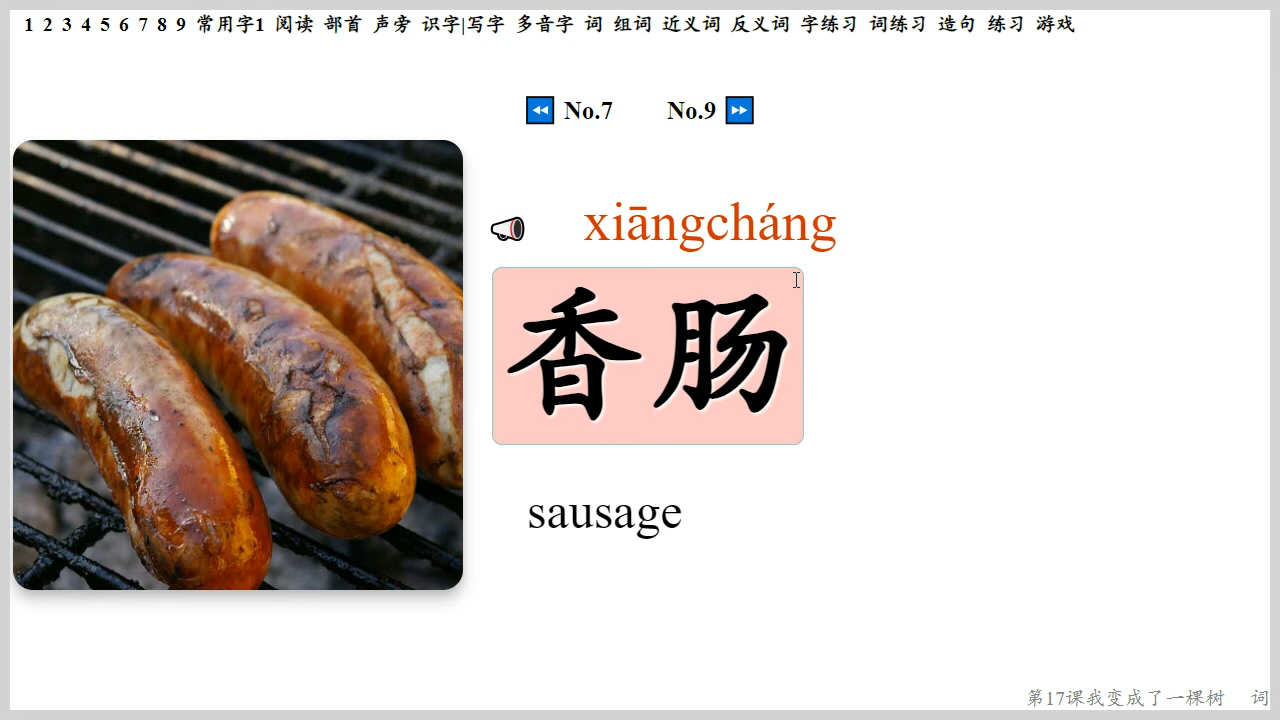 1 2 3 4 5 6 7 8 9 常用字1 阅读 部首 声旁 识字|写字 多音字 词 组词 近义词 反义词 字练习 词练习 造句 练习 游戏
No.7 No.9
xiāngcháng
香肠
sausage
第17课我变成了一棵树 词